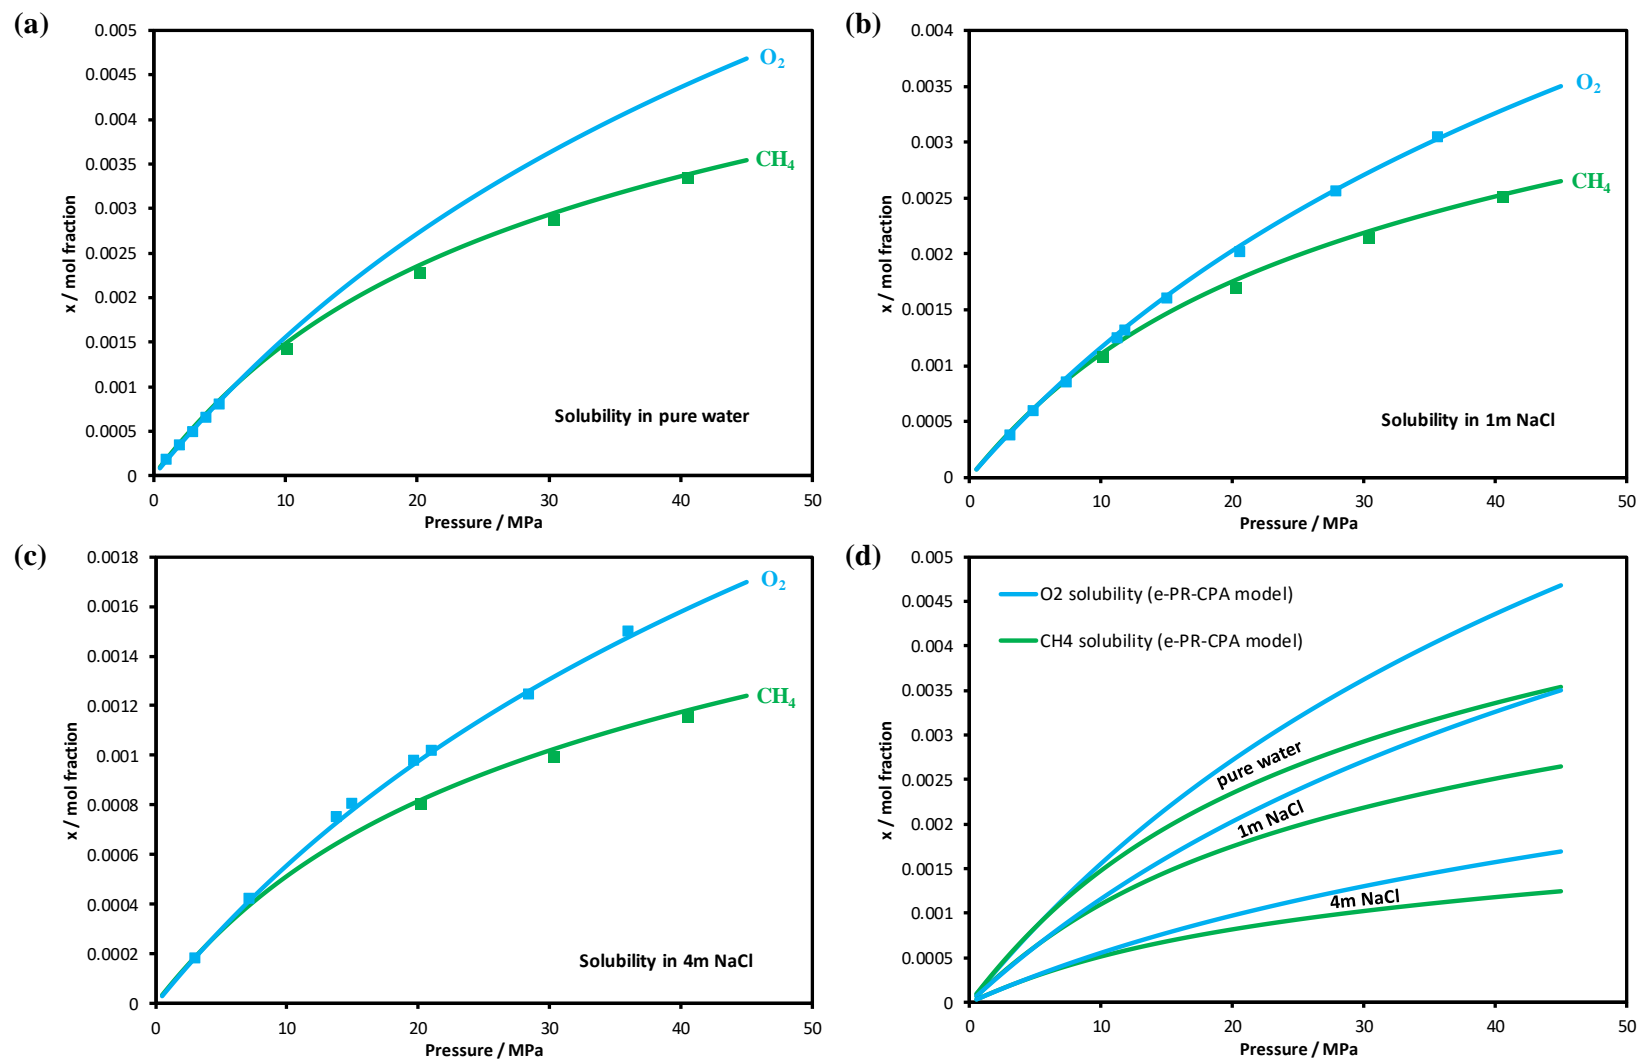 (a)
0.005
0.0045
0.004
0.0035
0.003
0.0025
0.002
0.0015
0.001
0.0005
0
x / mol fraction
O₂
CH₄
Solubility in pure water
0 10 20 30 40 50
Pressure / MPa
(b)
0.004
0.0035
0.003
0.0025
0.002
0.0015
0.001
0.0005
0
x / mol fraction
O₂
CH₄
Solubility in 1m NaCl
0 10 20 30 40 50
Pressure / MPa
(c)
0.0018
0.0016
0.0014
0.0012
0.001
0.0008
0.0006
0.0004
0.0002
0
x / mol fraction
O₂
CH₄
Solubility in 4m NaCl
0 10 20 30 40 50
Pressure / MPa
(d)
0.005
0.0045
0.004
0.0035
0.003
0.0025
0.002
0.0015
0.001
0.0005
0
x / mol fraction
O2 solubility (e-PR-CPA model)
CH4 solubility (e-PR-CPA model)
pure water
1m NaCl
4m NaCl
0 10 20 30 40 50
Pressure / MPa